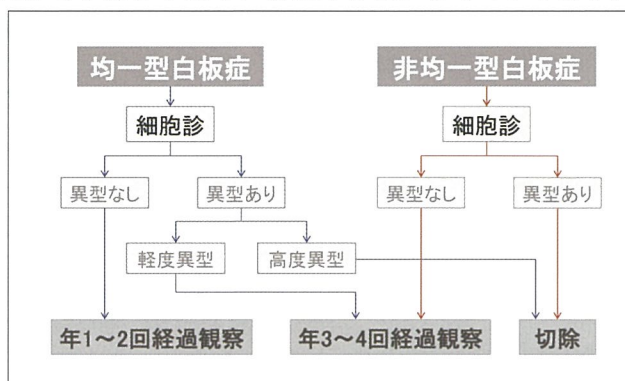 均一型白板症
非均一型白板症
細胞診
細胞診
異型なし
異型あり
異型なし
異型あり
軽度異型
高度異型
年1～2回経過観察
年3～4回経過観察
切除